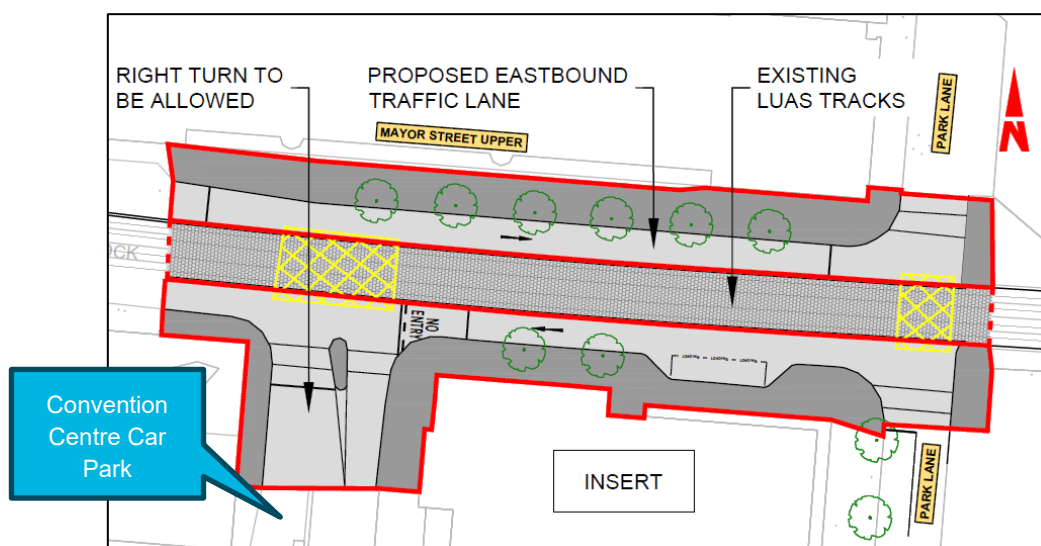 RIGHT TURN TO
BE ALLOWED
PROPOSED EASTBOUND
TRAFFIC LANE
EXISTING
LUAS TRACKS
PARK LANE
N
MAYOR STREET UPPER
NO
ENTRY
Convention
Centre Car
Park
INSERT
PARK LANE